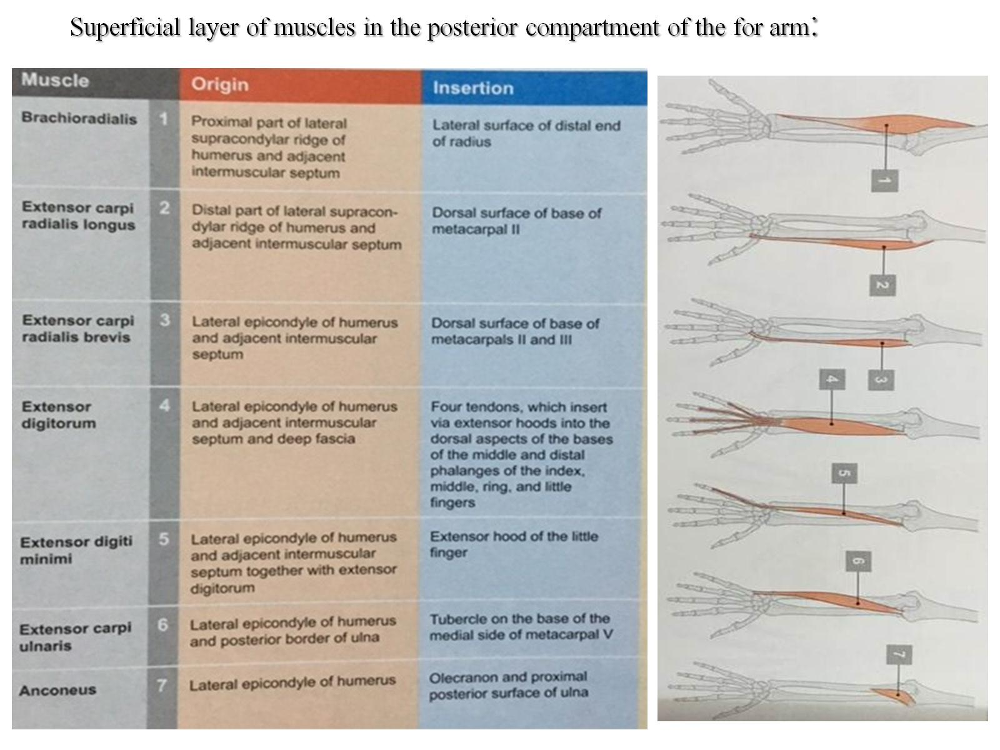 Superficial layer of muscles in the posterior compartment of the for arm:
Muscle
Origin
Insertion
Brachioradialis
1
Proximal part of lateral
supracondylar ridge of
humerus and adjacent
intermuscular septum
Lateral surface of distal end
of radius
Extensor carpi
radialis longus
2
Distal part of lateral supracon-
dylar ridge of humerus and
adjacent intermuscular septum
Dorsal surface of base of
metacarpal II
Extensor carpi
radialis brevis
3
Lateral epicondyle of humerus
and adjacent intermuscular
septum
Dorsal surface of base of
metacarpals II and III
Extensor
digitorum
4
Lateral epicondyle of humerus
and adjacent intermuscular
septum and deep fascia
Four tendons, which insert
via extensor hoods into the
dorsal aspects of the bases
of the middle and distal
phalanges of the index,
middle, ring, and little
fingers
Extensor digiti
minimi
5
Lateral epicondyle of humerus
and adjacent intermuscular
septum together with extensor
digitorum
Extensor hood of the little
finger
Extensor carpi
ulnaris
6
Lateral epicondyle of humerus
and posterior border of ulna
Tubercle on the base of the
medial side of metacarpal V
Anconeus
7
Lateral epicondyle of humerus
Olecranon and proximal
posterior surface of ulna
1
2
4
3
5
6
7